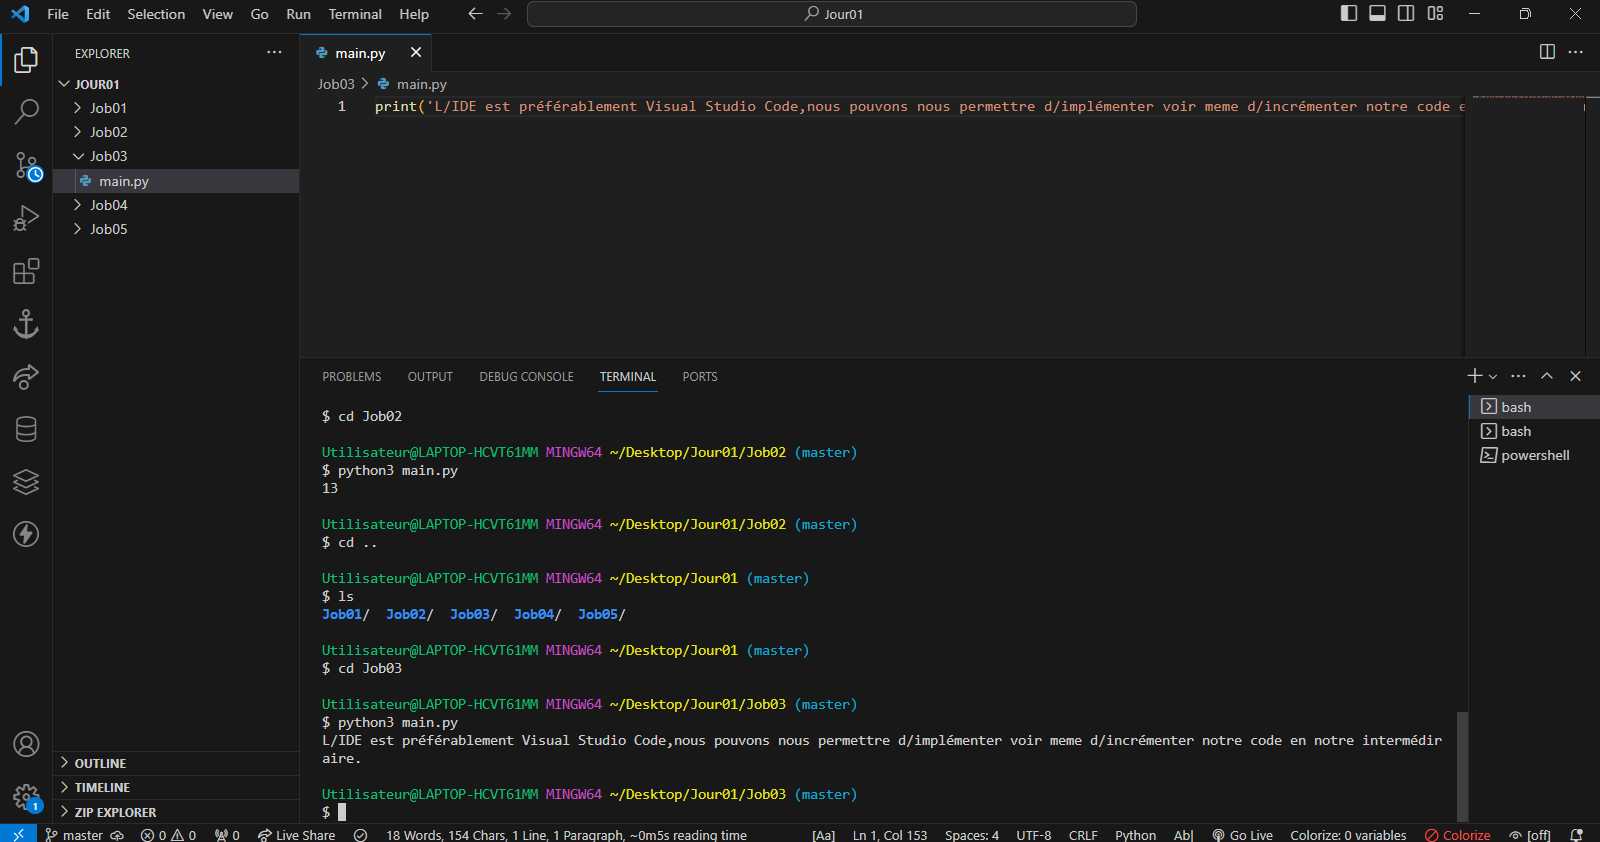 File Edit Selection View Go Run Terminal Help
Jour01
EXPLORER
JOUR01
Job01
Job02
Job03
main.py
Job04
Job05
OUTLINE
TIMELINE
ZIP EXPLORER
main.py
Job03 > main.py
1 print('L/IDE est préférablement Visual Studio Code,nous pouvons nous permettre d/implémenter voir meme d/incrémenter notre code e
PROBLEMS OUTPUT DEBUG CONSOLE TERMINAL PORTS
$ cd Job02
Utilisateur@LAPTOP-HCVT61MM MINGW64 ~/Desktop/Jour01/Job02 (master)
$ python3 main.py
13
Utilisateur@LAPTOP-HCVT61MM MINGW64 ~/Desktop/Jour01/Job02 (master)
$ cd ..
Utilisateur@LAPTOP-HCVT61MM MINGW64 ~/Desktop/Jour01 (master)
$ ls
Job01/ Job02/ Job03/ Job04/ Job05/
Utilisateur@LAPTOP-HCVT61MM MINGW64 ~/Desktop/Jour01 (master)
$ cd Job03
Utilisateur@LAPTOP-HCVT61MM MINGW64 ~/Desktop/Jour01/Job03 (master)
$ python3 main.py
L/IDE est préférablement Visual Studio Code,nous pouvons nous permettre d/implémenter voir meme d/incrémenter notre code en notre intermédir
aire.
Utilisateur@LAPTOP-HCVT61MM MINGW64 ~/Desktop/Jour01/Job03 (master)
$
bash
bash
powershell
1
master 0 0 0 Live Share 18 Words, 154 Chars, 1 Line, 1 Paragraph, ~0m5s reading time [Aa] Ln 1, Col 153 Spaces: 4 UTF-8 CRLF Python Ab| Go Live Colorize: 0 variables Colorize [off]